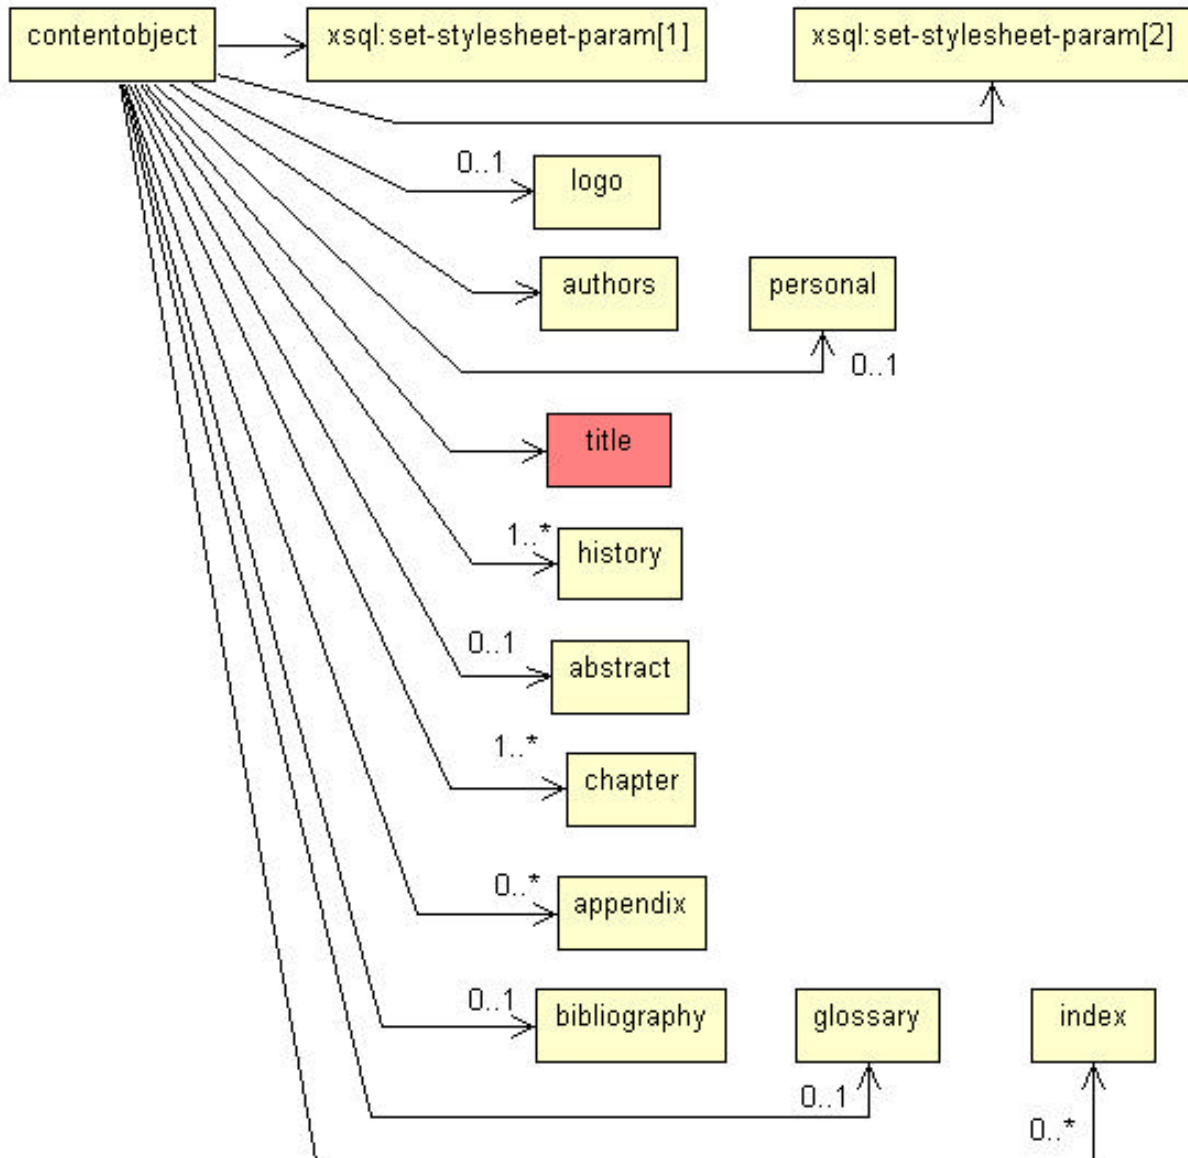 contentobject
xsql:set-stylesheet-param[1]
xsql:set-stylesheet-param[2]
0..1
logo
authors
personal
0..1
title
1..*
history
0..1
abstract
1..*
chapter
0..*
appendix
0..1
bibliography
glossary
index
0..1
0..*